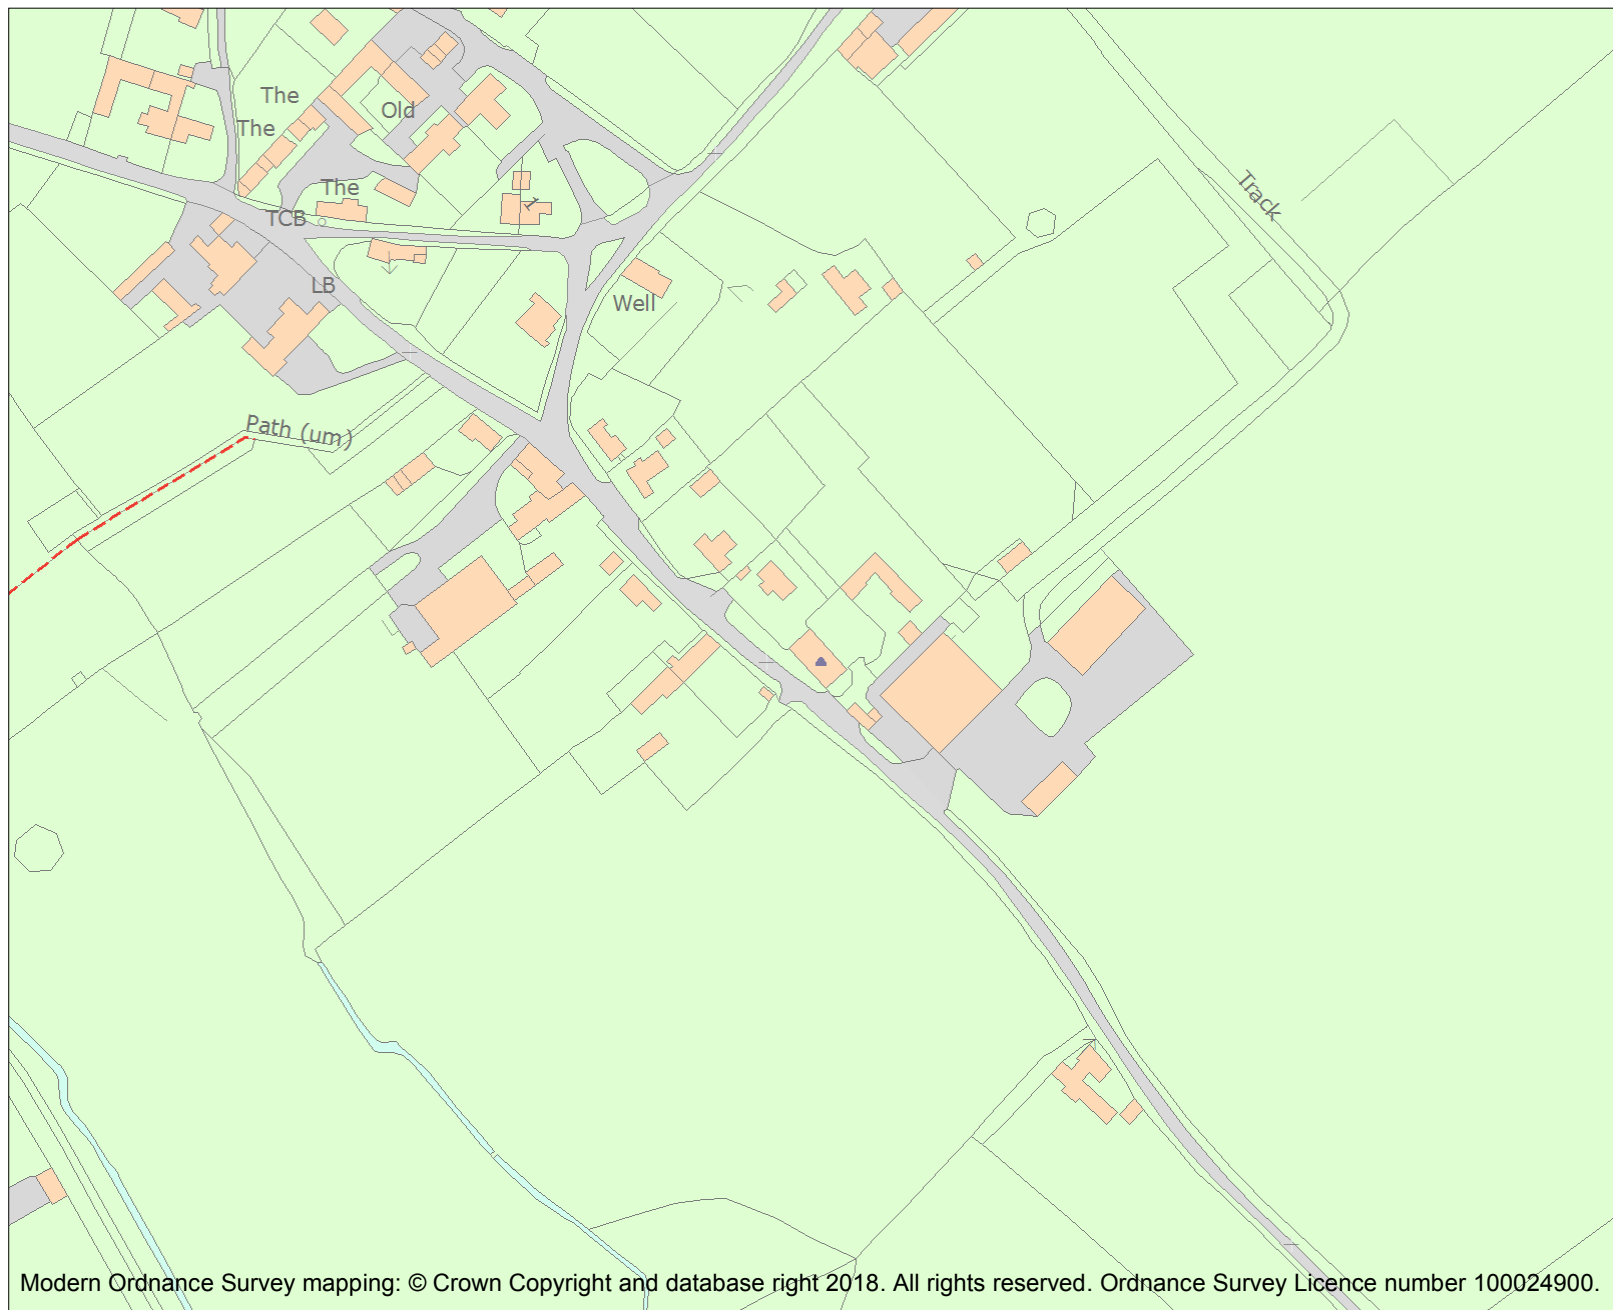 The
Old
The
The
TCB
1
Track
LB
Well
Path (um)
Modern Ordnance Survey mapping: © Crown Copyright and database right 2018. All rights reserved. Ordnance Survey Licence number 100024900.